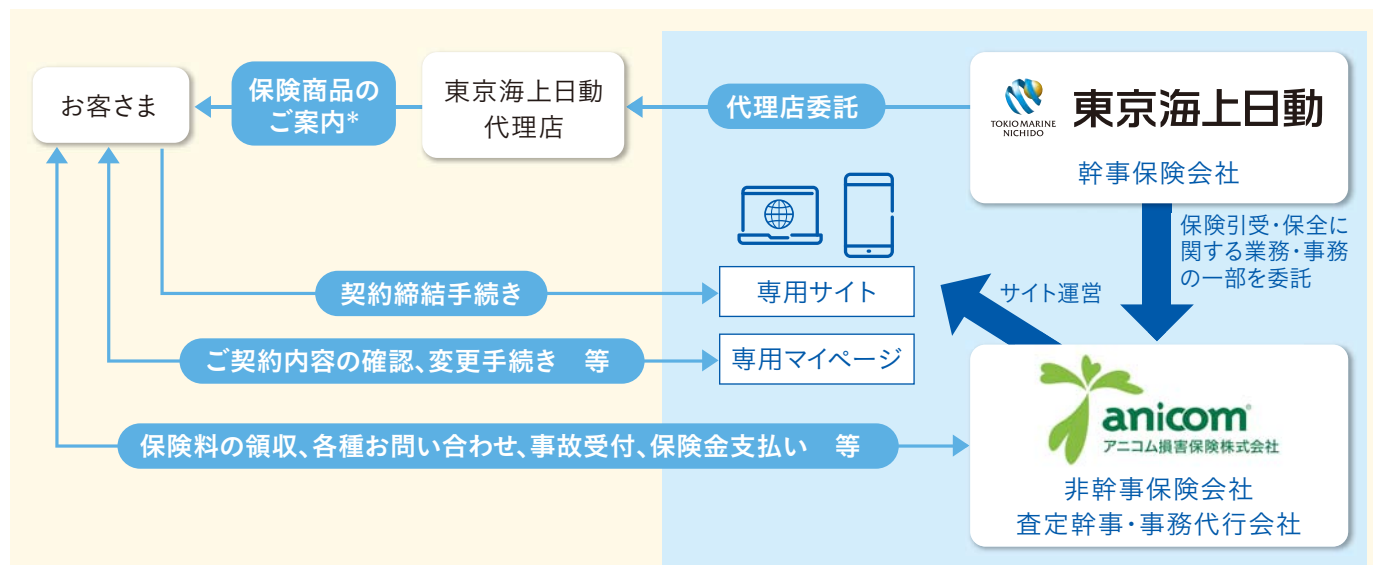 お客さま
保険商品の
ご案内*
東京海上日動
代理店
代理店委託
TOKIO MARINE
NICHIDO
東京海上日動
幹事保険会社
保険引受・保全に
関する業務・事務
の一部を委託
契約締結手続き
専用サイト
サイト運営
ご契約内容の確認、変更手続き　等
専用マイページ
保険料の領収、各種お問い合わせ、事故受付、保険金支払い　等
anicom
アニコム損害保険株式会社
非幹事保険会社
査定幹事・事務代行会社